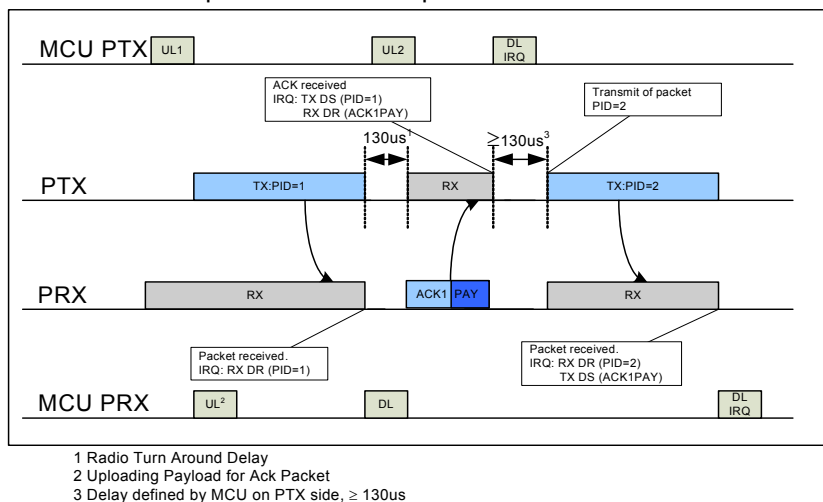 MCU PTX
UL1
UL2
DL
IRQ
ACK received
IRQ: TX DS (PID=1)
RX DR (ACK1PAY)
Transmit of packet
PID=2
130us1
≥130us3
PTX
TX:PID=1
RX
TX:PID=2
PRX
RX
ACK1 PAY
RX
Packet received.
IRQ: RX DR (PID=1)
Packet received.
IRQ: RX DR (PID=2)
TX DS (ACK1PAY)
MCU PRX
UL2
DL
DL
IRQ
1 Radio Turn Around Delay
2 Uploading Payload for Ack Packet
3 Delay defined by MCU on PTX side, ≥ 130us